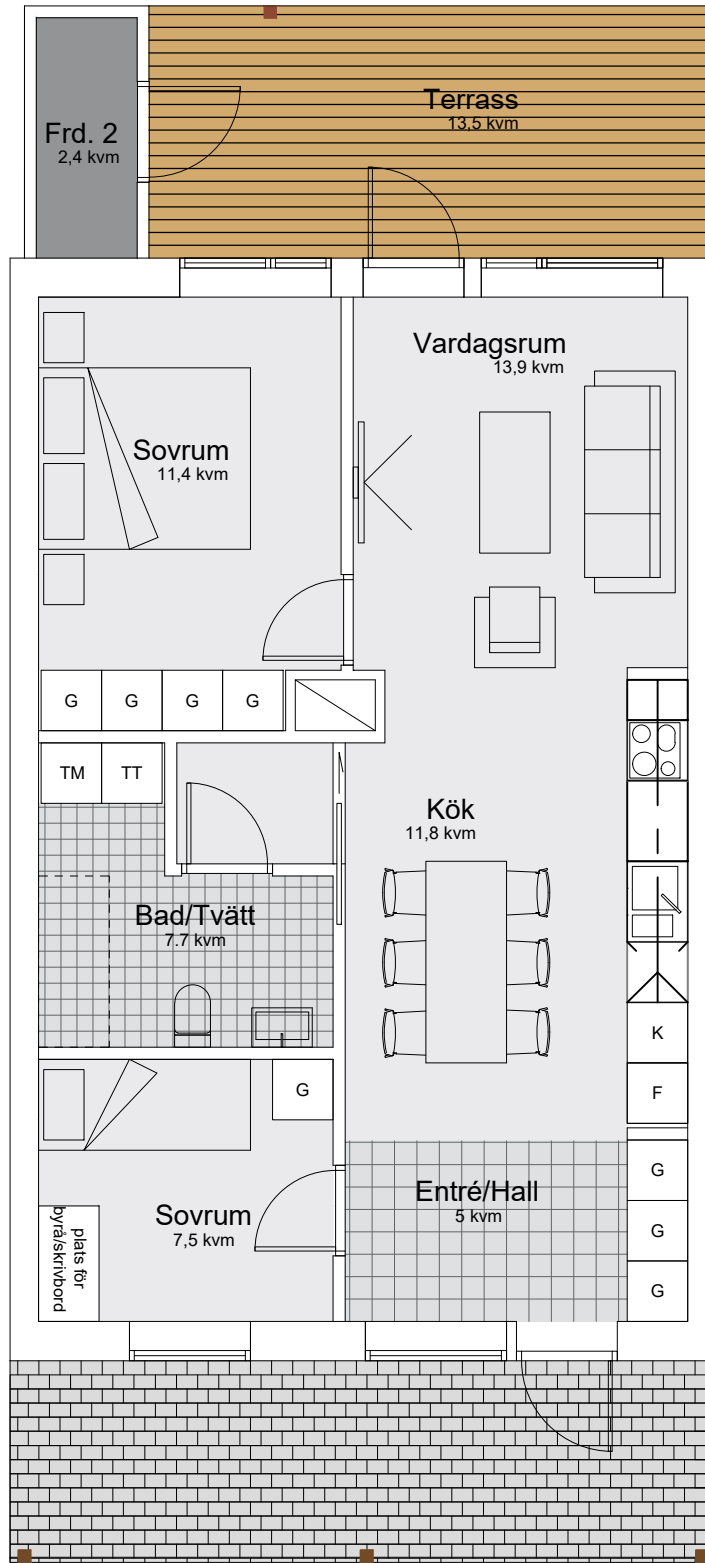 Terrass
13,5 kvm
Frd. 2
2,4 kvm
Vardagsrum
13,9 kvm
Sovrum
11,4 kvm
G G G G
TM TT
Kök
11,8 kvm
Bad/Tvätt
7.7 kvm
K
F
G
G
G
G
Entré/Hall
5 kvm
Sovrum
7,5 kvm
plats för
byrå/skrivbord